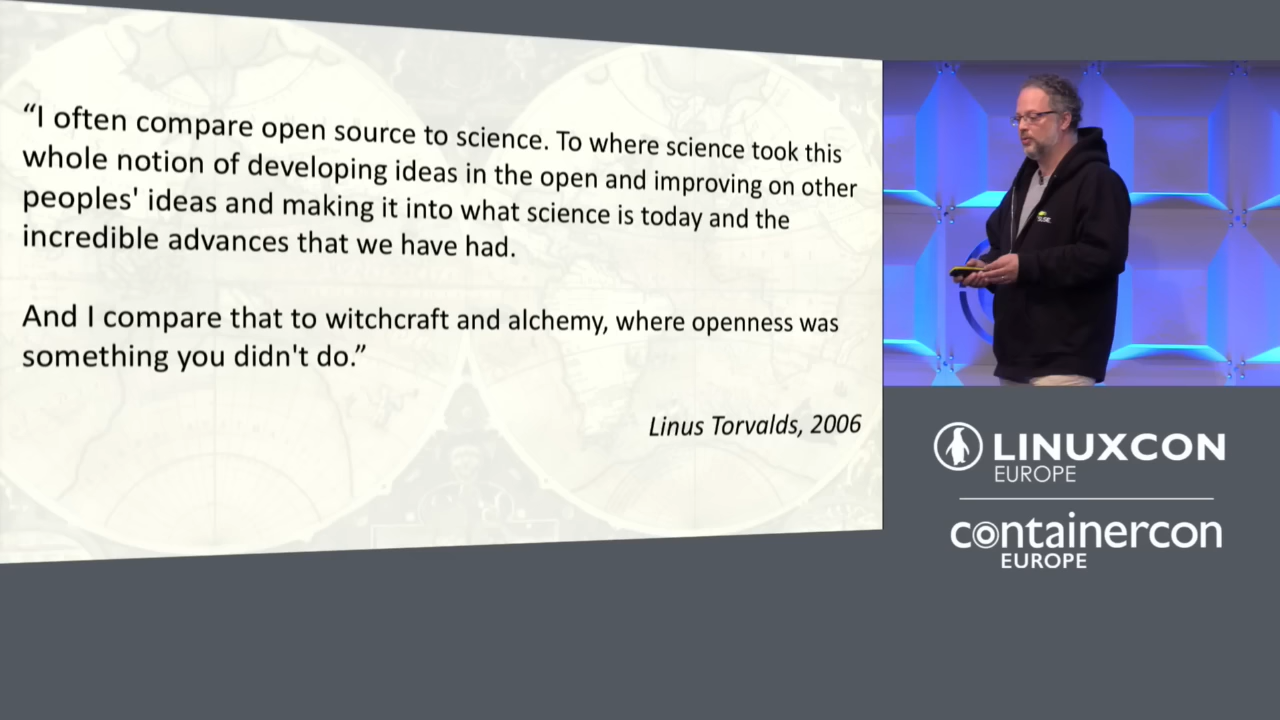 “I often compare open source to science. To where science took this
whole notion of developing ideas in the open and improving on other
peoples' ideas and making it into what science is today and the
incredible advances that we have had.
And I compare that to witchcraft and alchemy, where openness was
something you didn't do.”
Linus Torvalds, 2006
SUSE
LINUXCON
EUROPE
containercon
EUROPE